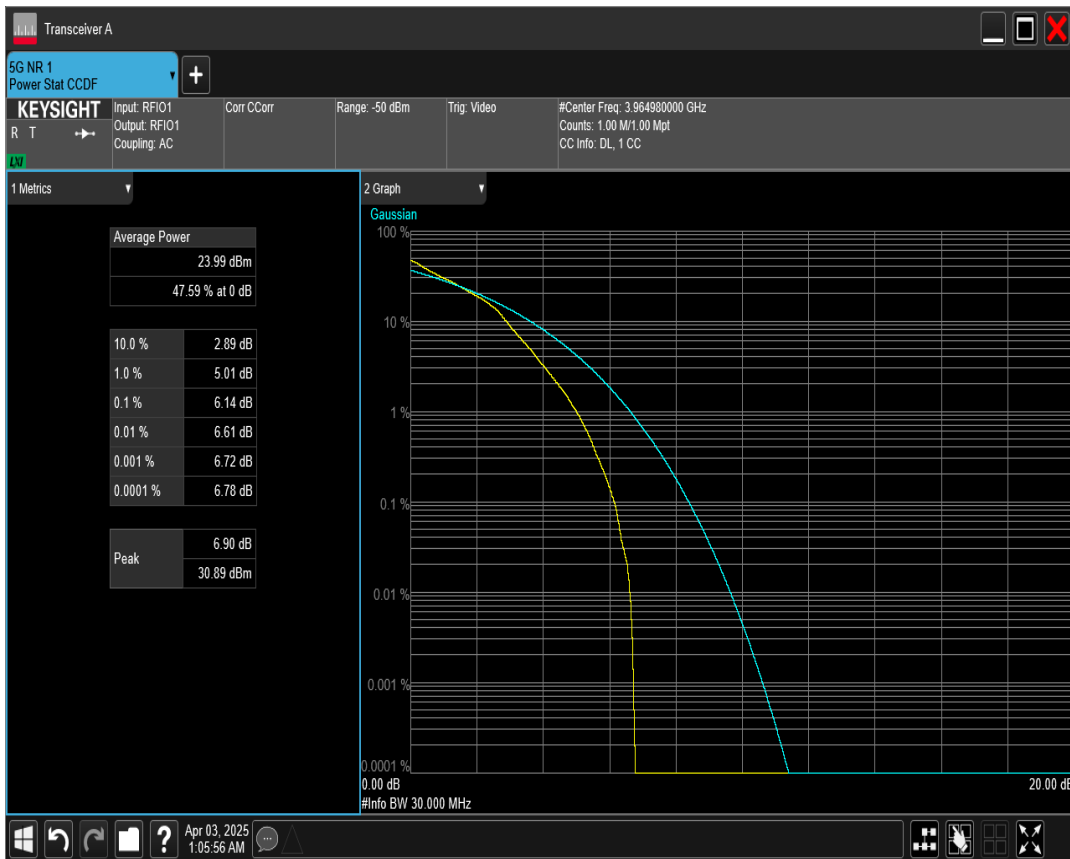 Transceiver A
5G NR 1
Power Stat CCDF
+
KEYSIGHT
R T
LXI
Input: RFIO1
Output: RFIO1
Coupling: AC
Corr CCorr
Range: -50 dBm
Trig: Video
#Center Freq: 3.964980000 GHz
Counts: 1.00 M/1.00 Mpt
CC Info: DL, 1 CC
1 Metrics
Average Power
23.99 dBm
47.59 % at 0 dB
10.0 % 2.89 dB
1.0 % 5.01 dB
0.1 % 6.14 dB
0.01 % 6.61 dB
0.001 % 6.72 dB
0.0001 % 6.78 dB
Peak 6.90 dB
30.89 dBm
2 Graph
Gaussian
100 %
10 %
1 %
0.1 %
0.01 %
0.001 %
0.0001 %
0.00 dB 20.00 dB
#Info BW 30.000 MHz
?
Apr 03, 2025
1:05:56 AM